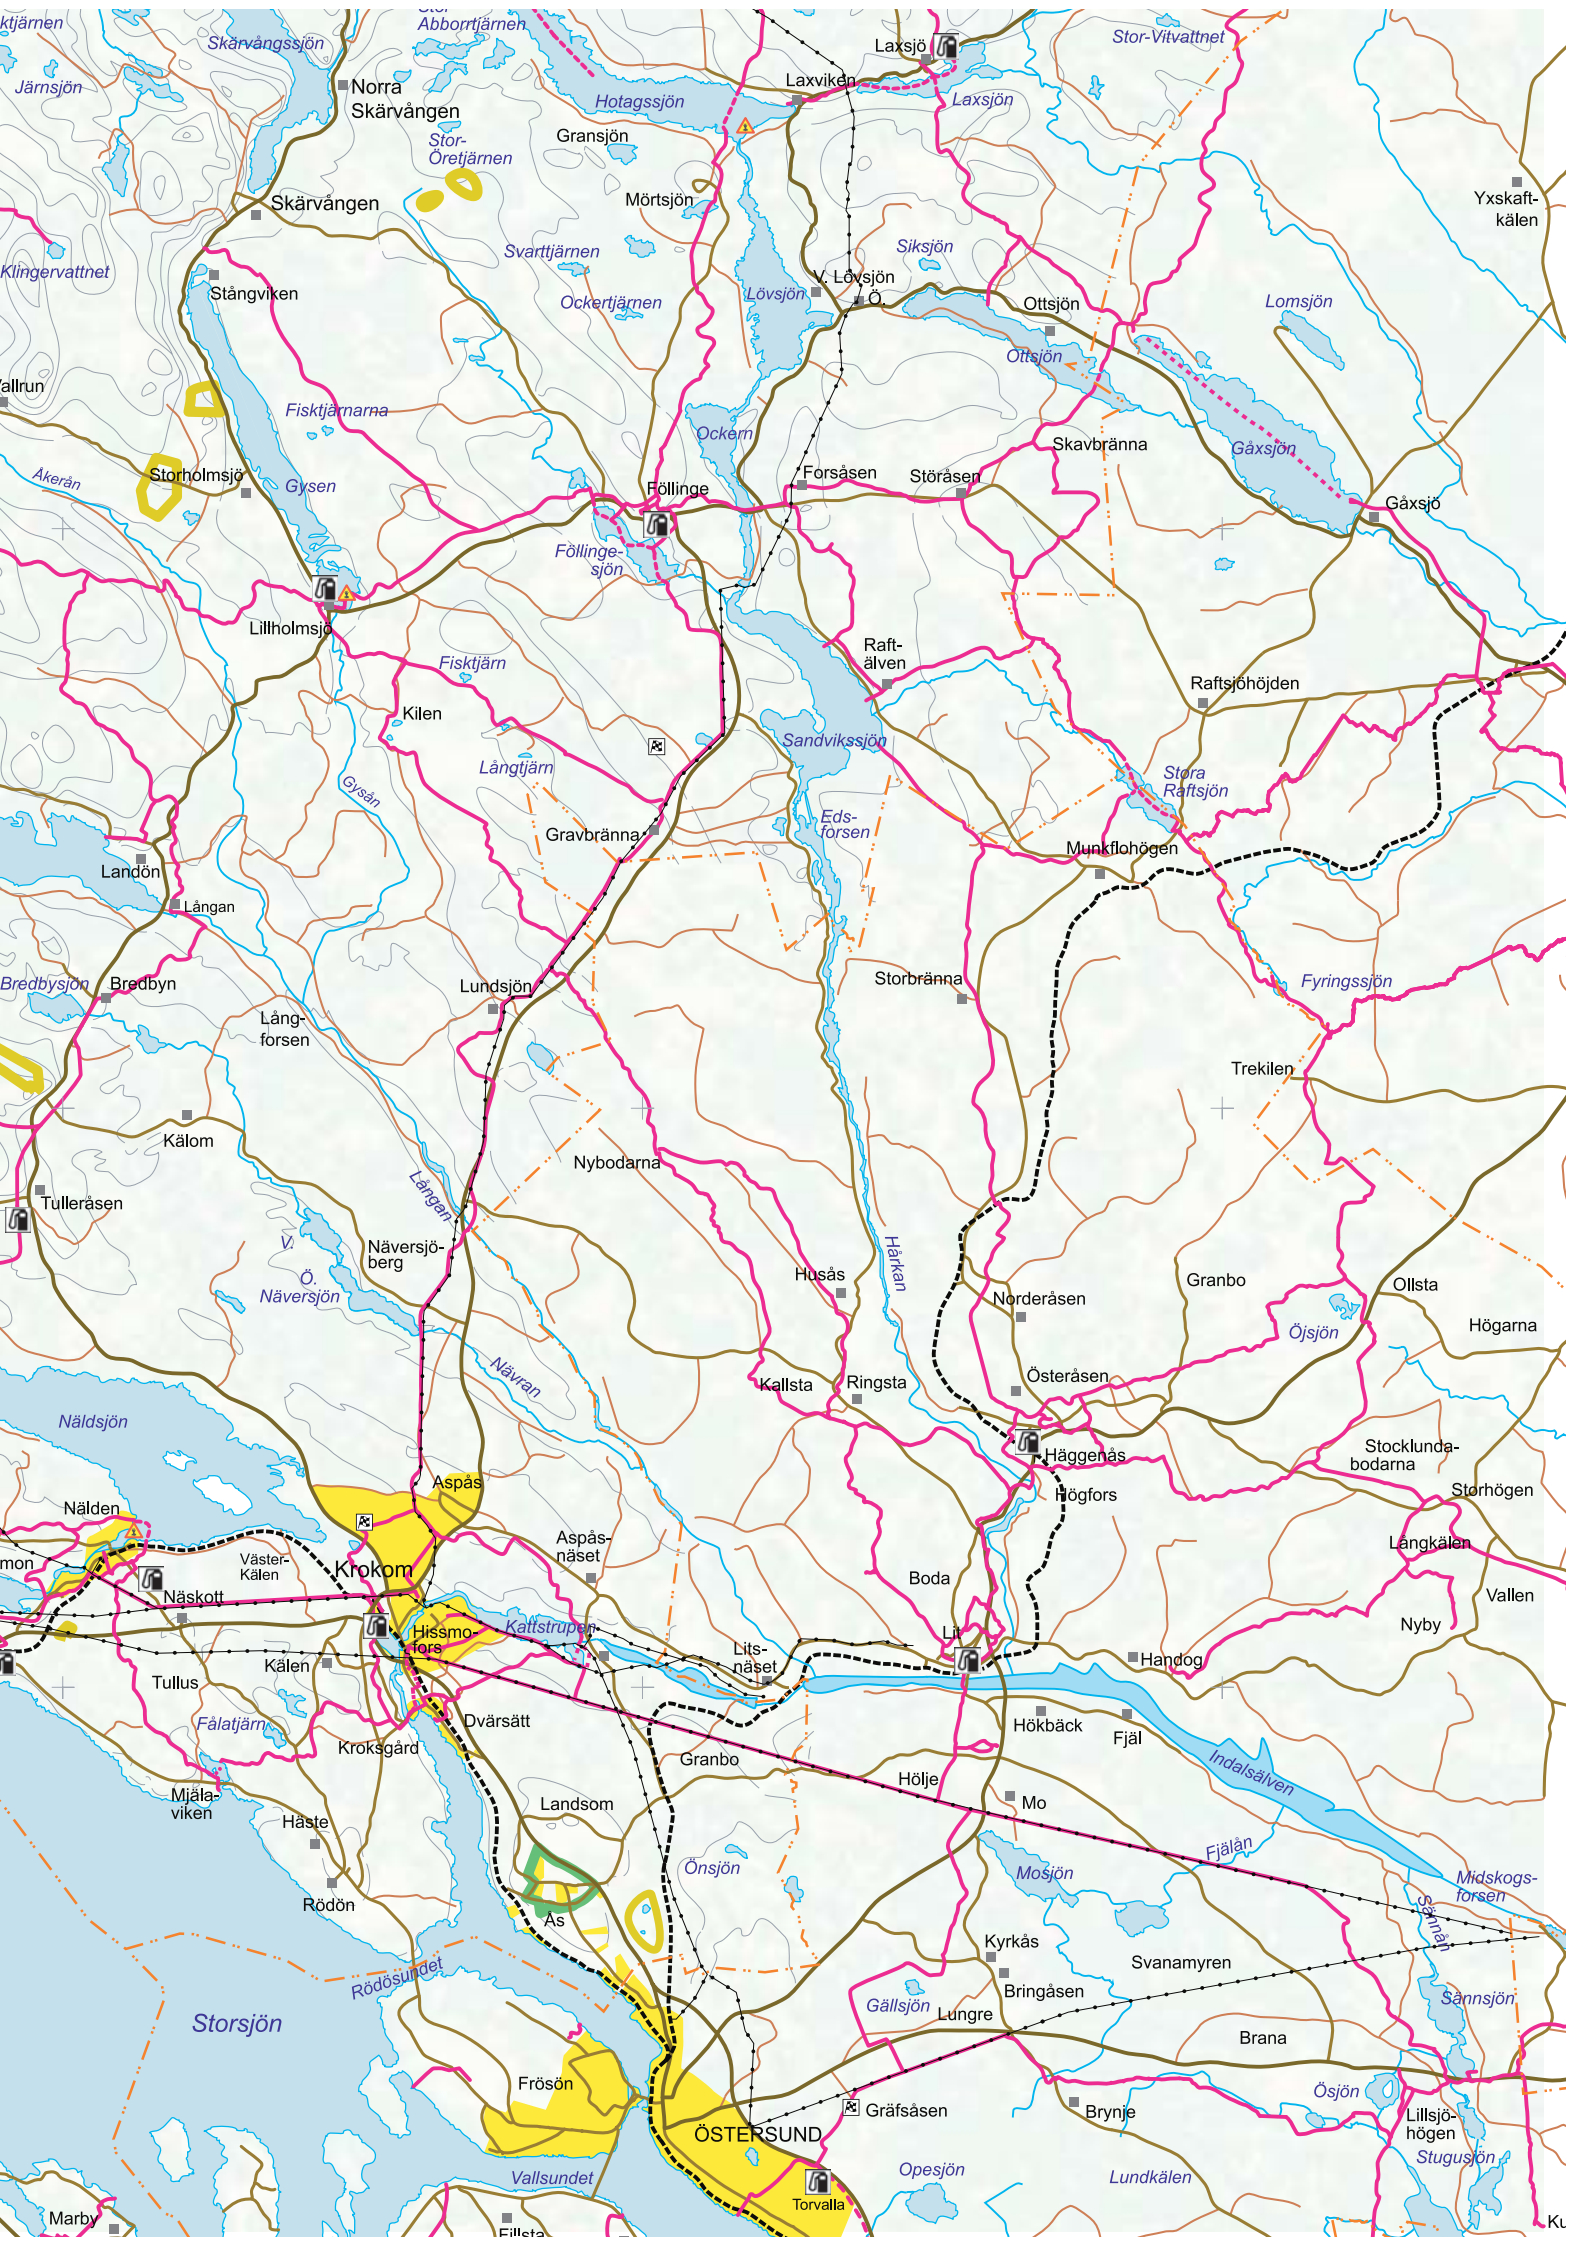 Skärvångssjön
Abborrtjärnen
Järnsjön
Norra
Skärvången
Stor-
Öretjärnen
Hotagssjön
Gransjön
Laxviken
Laxsjö
Laxsjön
Stor-Vitvattnet
Yxskaft-
kälen
Skärvången
Mörtsjön
Klingervattnet
Stångviken
Svarttjärnen
Ockertjärnen
Lövsjön
V. Lövsjön
Ö.
Siksjön
Ottsjön
Ottsjön
Lomsjön
allrun
Fisktjärnarna
Ockern
Skavbränna
Gåxsjön
Åkerån
Storholmsjö
Gysen
Föllinge
Forsåsen
Störåsen
Gåxsjö
Föllinge-
sjön
Lillholmsjö
Fisktjärn
Raft-
älven
Raftsjöhöjden
Kilen
Sandvikssjön
Långtjärn
Stora
Raftsjön
Gysån
Gravbränna
Eds-
forsen
Munkflohögen
Landön
Långan
Bredbysjön
Bredbyn
Lundsjön
Storbränna
Fyringssjön
Lång-
forsen
Trekilen
Kälom
Nybodarna
Tulleråsen
Långan
V.
Ö.
Näversjön
Näversjö-
berg
Husås
Hårkan
Norderåsen
Granbo
Ollsta
Öjsjön
Högarna
Nävran
Kallsta
Ringsta
Österåsen
Näldsjön
Häggenås
Stocklunda-
bodarna
Aspås
Högfors
Storhögen
Nälden
Krokom
Aspås-
näset
Långkälen
mon
Väster-
Kälen
Näskott
Boda
Vallen
Hissmo-
fors
Kattstrupen
Lit
Nyby
Kälen
Lits-
näset
Handog
Tullus
Fålatjärn
Dvärsätt
Kroksgård
Granbo
Hökbäck
Fjäl
Indalsälven
Mjäla-
viken
Hölje
Mo
Häste
Landsom
Fjälån
Önsjön
Mosjön
Midskogs-
forsen
Rödön
Ås
Sännån
Kyrkås
Svanamyren
Rödösundet
Bringåsen
Storsjön
Gällsjön
Lungre
Sännsjön
Brana
Frösön
Ösjön
Gräfsåsen
Brynje
Lillsjö-
högen
ÖSTERSUND
Stugusjön
Vallsundet
Opesjön
Lundkälen
Torvalla
Marby
Fillsta